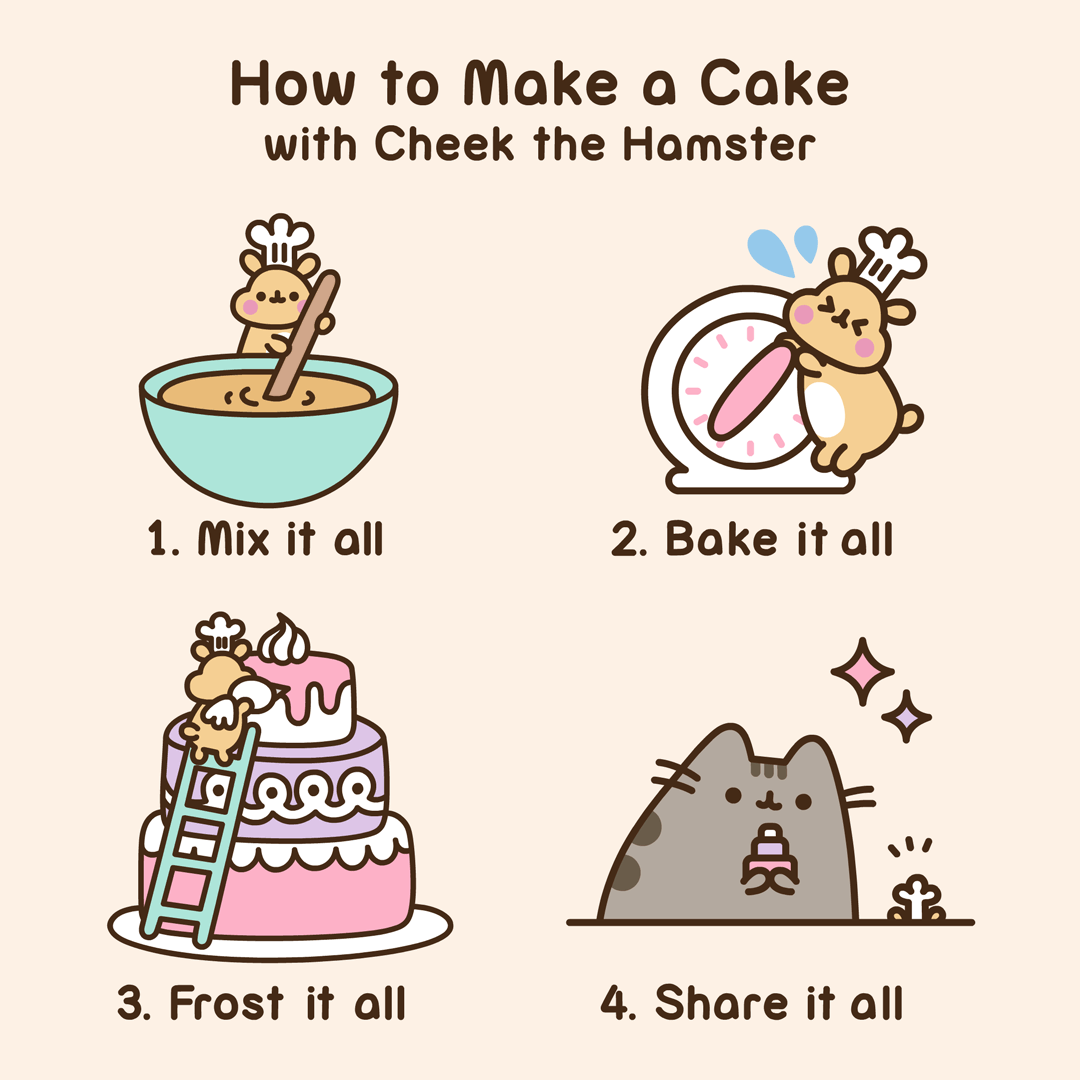 How to Make a Cake
with Cheek the Hamster
1. Mix it all
2. Bake it all
3. Frost it all
4. Share it all